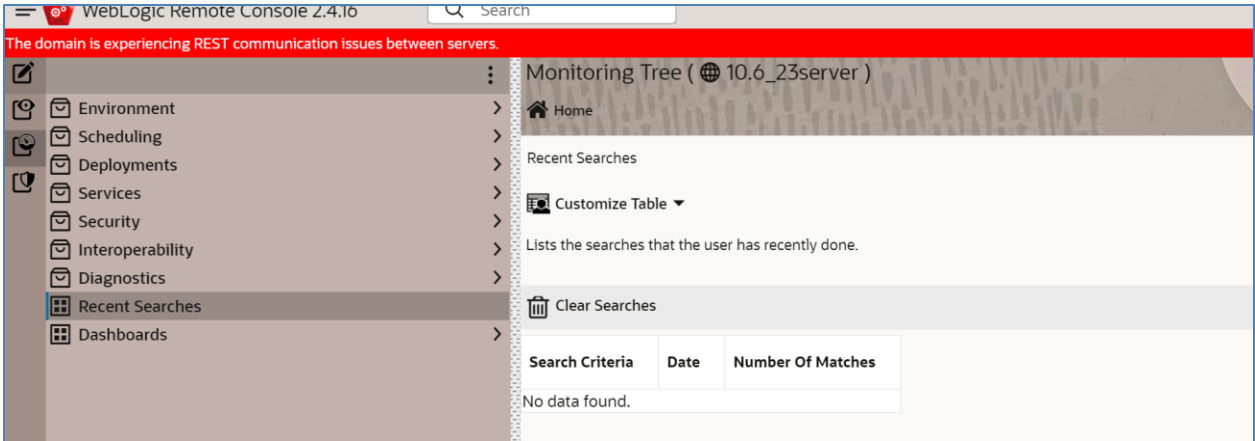 WebLogic Remote Console 2.4.16
Search
The domain is experiencing REST communication issues between servers.
Environment
Scheduling
Deployments
Services
Security
Interoperability
Diagnostics
Recent Searches
Dashboards
Monitoring Tree ( 10.6_23server )
Home
Recent Searches
Customize Table
Lists the searches that the user has recently done.
Clear Searches
Search Criteria Date Number Of Matches
No data found.